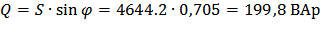 Q = S · sin φ = 4644.2 · 0,705 = 199,8 ВАр